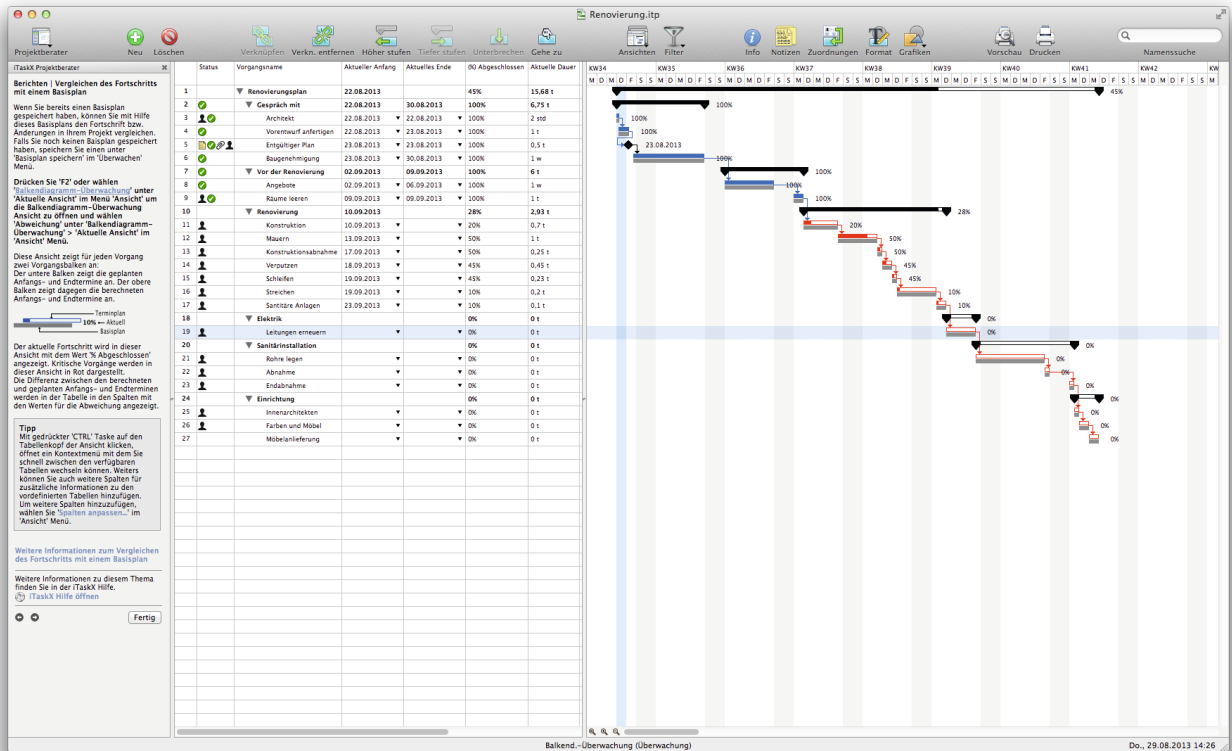 Renovierung.itp
Projektberater Neu Löschen Verknüpfen Verkn. entfernen Höher stufen Tiefer stufen Unterbrechen Gehe zu Ansichten Filter Info Notizen Zuordnungen Format Grafiken Vorschau Drucken Namenssuche
iTaskX Projektberater
Berichten | Vergleichen des Fortschritts
mit einem Basisplan
Wenn Sie bereits einen Basisplan
gespeichert haben, können Sie mit Hilfe
dieses Basisplans den Fortschrift bzw.
Änderungen in Ihrem Projekt vergleichen.
Falls Sie noch keinen Baisplan gespeichert
haben, speichern Sie einen unter
'Basisplan speichern' im 'Überwachen'
Menü.
Drücken Sie 'F2' oder wählen
'Balkendiagramm-Überwachung' unter
'Aktuelle Ansicht' im Menü 'Ansicht' um
die Balkendiagramm-Überwachung
Ansicht zu öffnen und wählen
'Abweichung' unter 'Balkendiagramm-
Überwachung' > 'Aktuelle Ansicht' im
'Ansicht' Menü.
Diese Ansicht zeigt für jeden Vorgang
zwei Vorgangsbalken an:
Der untere Balken zeigt die geplanten
Anfangs- und Endtermine an. Der obere
Balken zeigt dagegen die berechneten
Anfangs- und Endtermine an.
Terminplan
10% Aktuell
Basisplan
Der aktuelle Fortschritt wird in dieser
Ansicht mit dem Wert '% Abgeschlossen'
angezeigt. Kritische Vorgänge werden in
dieser Ansicht in Rot dargestellt.
Die Differenz zwischen den berechneten
und geplanten Anfangs- und Endterminen
werden in der Tabelle in den Spalten mit
den Werten für die Abweichung angezeigt.
Tipp
Mit gedrückter 'CTRL' Taske auf den
Tabellenkopf der Ansicht klicken,
öffnet ein Kontextmenü mit dem Sie
schnell zwischen den verfügbaren
Tabellen wechseln können. Weiters
können Sie auch weitere Spalten für
zusätzliche Informationen zu den
vordefinierten Tabellen hinzufügen.
Um weitere Spalten hinzuzufügen,
wählen Sie 'Spalten anpassen...' im
'Ansicht' Menü.
Weitere Informationen zum Vergleichen
des Fortschritts mit einem Basisplan
Weitere Informationen zu diesem Thema
finden Sie in der iTaskX Hilfe.
iTaskX Hilfe öffnen
Fertig
Status Vorgangsname Aktueller Anfang Aktuelles Ende (%) Abgeschlossen Aktuelle Dauer
1 Renovierungsplan 22.08.2013 45% 15,68 t
2 Gespräch mit 22.08.2013 30.08.2013 100% 6,75 t
3 Architekt 22.08.2013 22.08.2013 100% 2 std
4 Vorentwurf anfertigen 22.08.2013 23.08.2013 100% 1 t
5 Entgültiger Plan 23.08.2013 23.08.2013 100% 0,5 t
6 Baugenehmigung 23.08.2013 30.08.2013 100% 1 w
7 Vor der Renovierung 02.09.2013 09.09.2013 100% 6 t
8 Angebote 02.09.2013 06.09.2013 100% 1 w
9 Räume leeren 09.09.2013 09.09.2013 100% 1 t
10 Renovierung 10.09.2013 28% 2,93 t
11 Konstruktion 10.09.2013 20% 0,7 t
12 Mauern 13.09.2013 50% 1 t
13 Konstruktionsabnahme 17.09.2013 50% 0,25 t
14 Verputzen 18.09.2013 45% 0,45 t
15 Schleifen 19.09.2013 45% 0,23 t
16 Streichen 19.09.2013 10% 0,2 t
17 Santitäre Anlagen 23.09.2013 10% 0,1 t
18 Elektrik 0% 0 t
19 Leitungen erneuern 0% 0 t
20 Sanitärinstallation 0% 0 t
21 Rohre legen 0% 0 t
22 Abnahme 0% 0 t
23 Endabnahme 0% 0 t
24 Einrichtung 0% 0 t
25 Innenarchitekten 0% 0 t
26 Farben und Möbel 0% 0 t
27 Möbelanlieferung 0% 0 t
KW34 KW35 KW36 KW37 KW38 KW39 KW40 KW41 KW42 KW
M D M D F S S M D M D F S S M D M D F S S M D M D F S S M D M D F S S M D M D F S S M D M D F S S M D M D F S S M D M D F S S M
45%
100%
100%
100%
23.08.2013
100%
100%
100%
100%
28%
20%
50%
50%
45%
45%
10%
10%
0%
0%
0%
0%
0%
0%
0%
0%
0%
0%
Balkend.-Überwachung (Überwachung)
Do., 29.08.2013 14:26